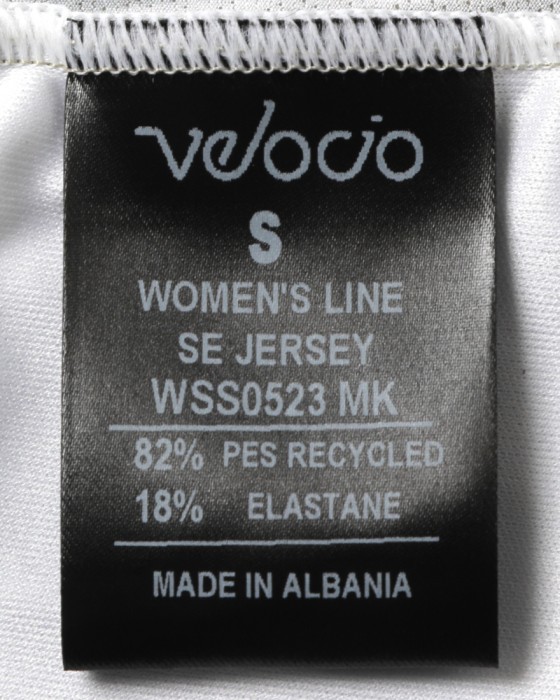 velocio
S
WOMEN'S LINE
SE JERSEY
WSS0523 MK
82% PES RECYCLED
18% ELASTANE
MADE IN ALBANIA